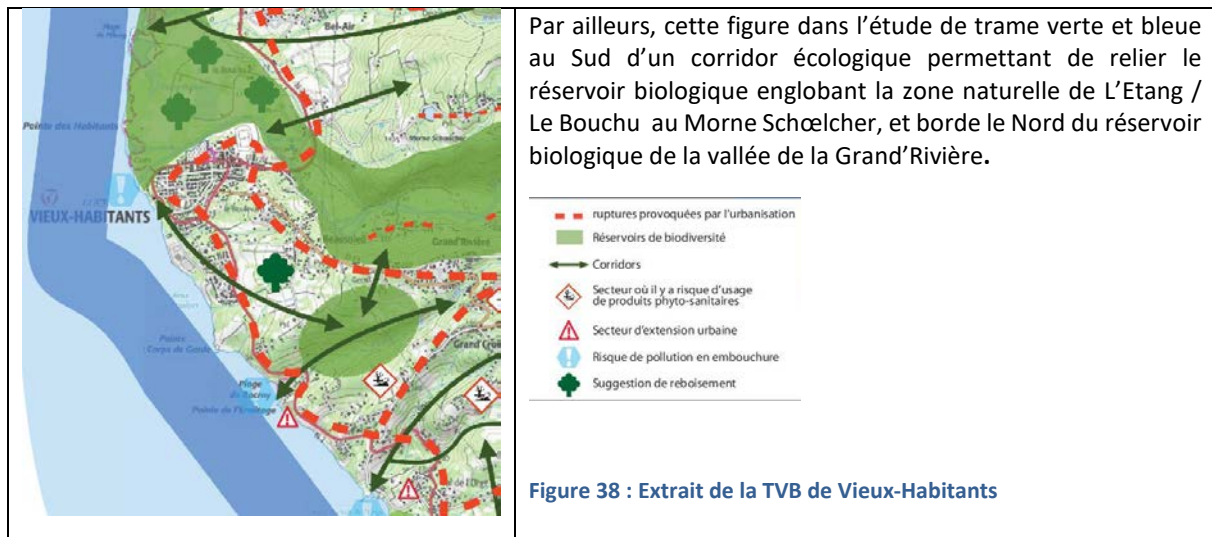 Bel-Air
le Bouchu
Pointe des Habitants
Morne Schœlcher
VIEUX-HABITANTS
Beausoleil
Grand'Rivière
Grand
Pointe
Corps de Garde
Plage
de Rocroy
Pointe de l'Ermitage
Par ailleurs, cette figure dans l’étude de trame verte et bleue
au Sud d’un corridor écologique permettant de relier le
réservoir biologique englobant la zone naturelle de L’Etang /
Le Bouchu au Morne Schœlcher, et borde le Nord du réservoir
biologique de la vallée de la Grand’Rivière.
ruptures provoquées par l'urbanisation
Réservoirs de biodiversité
Corridors
Secteur où il y a risque d'usage
de produits phyto-sanitaires
Secteur d'extension urbaine
Risque de pollution en embouchure
Suggestion de reboisement
Figure 38 : Extrait de la TVB de Vieux-Habitants